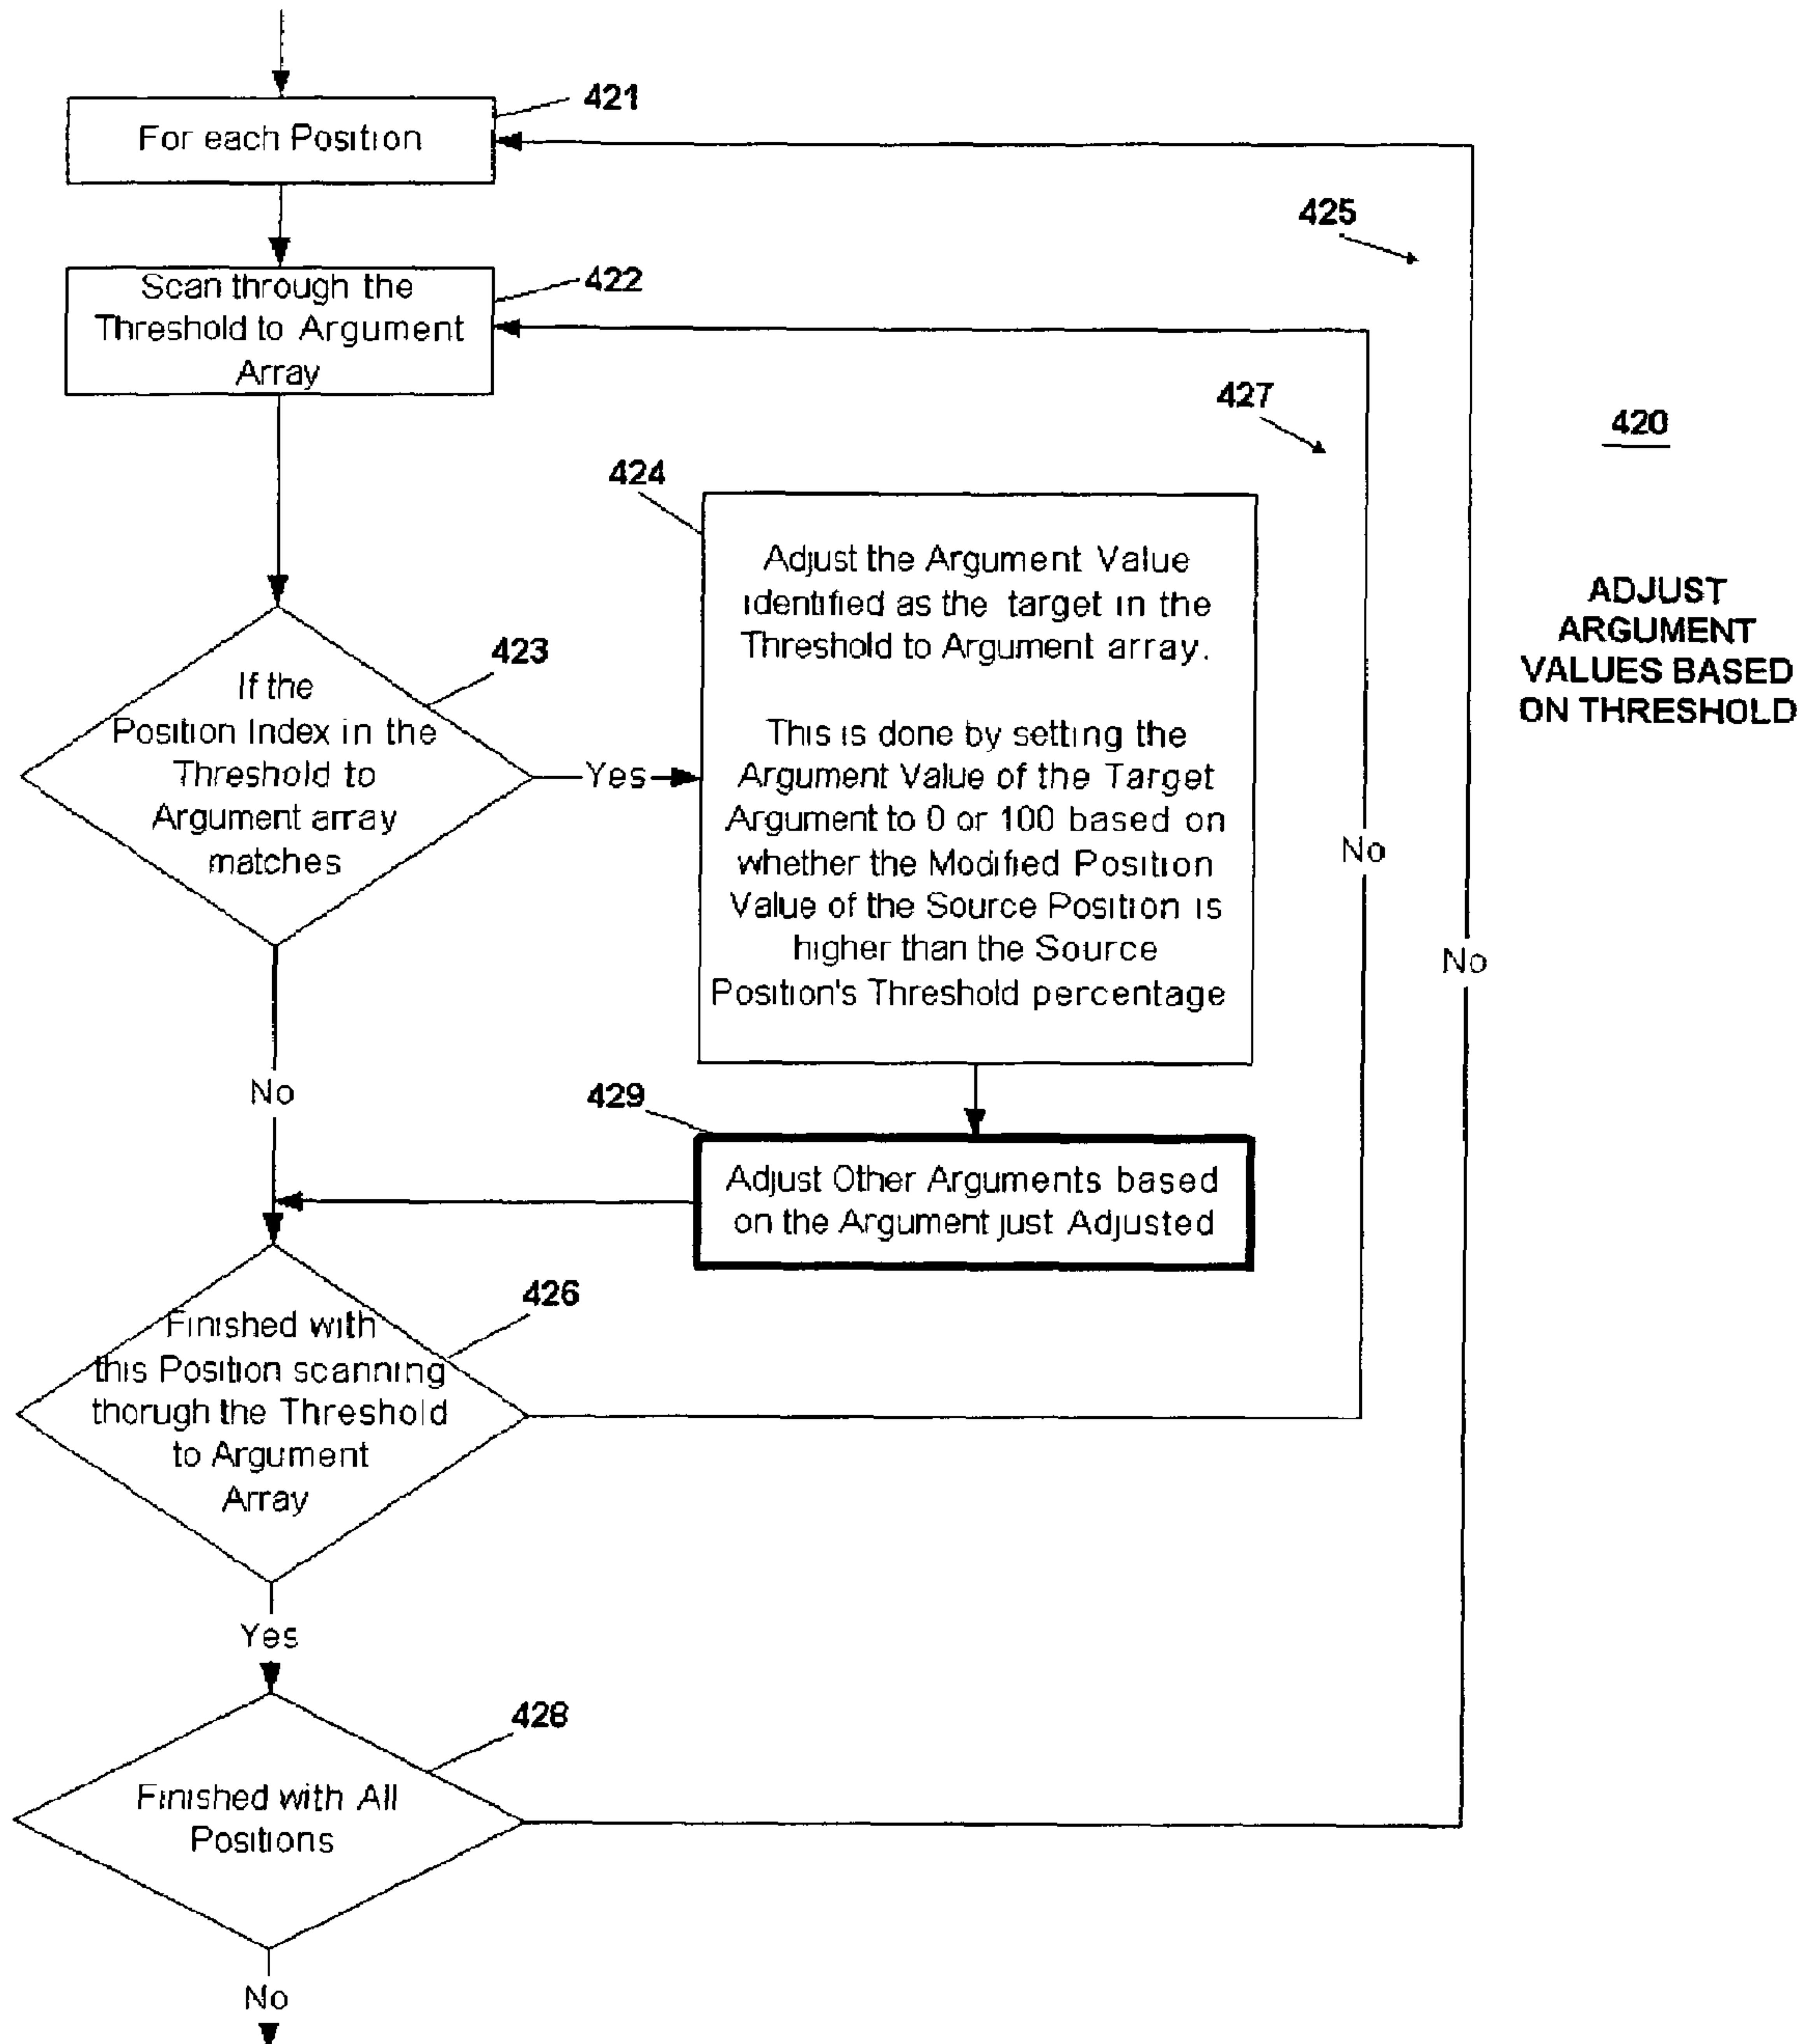 421
For each Position
425
422
Scan through the
Threshold to Argument
Array
427
420
424
ADJUST
ARGUMENT
VALUES BASED
ON THRESHOLD
423
If the
Position Index in the
Threshold to
Argument array
matches
Yes
Adjust the Argument Value
identified as the target in the
Threshold to Argument array.
This is done by setting the
Argument Value of the Target
Argument to 0 or 100 based on
whether the Modified Position
Value of the Source Position is
higher than the Source
Position's Threshold percentage
No
No
No
429
Adjust Other Arguments based
on the Argument just Adjusted
426
Finished with
this Position scanning
thorugh the Threshold
to Argument
Array
Yes
428
Finished with All
Positions
No